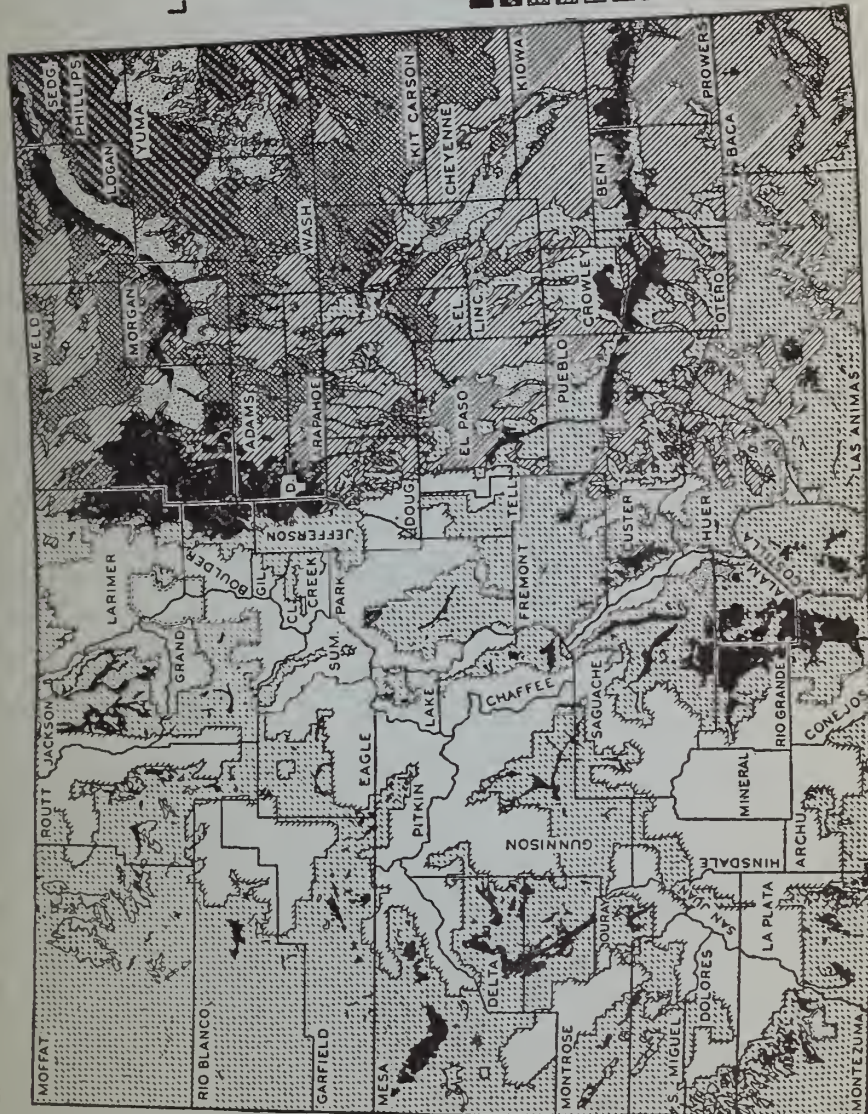 MOFFAT.
ROUTT
JACKSON
LARIMER
WELD
LOGAN
SEDG.
PHILLIPS
RIO BLANCO
GRAND
BOULDER
MORGAN
YUMA
GARFIELD
EAGLE
SUM.
GIL
CL.
CREEK
JEFFERSON
D
ADAMS
ARAPAHOE
WASH.
MESA
PITKIN
LAKE
PARK
DOUG.
EL.
KIT CARSON
DELTA
GUNNISON
CHAFFEE
TELL.
EL PASO
LINC.
CHEYENNE
MONTROSE
OURAY
SAGUACHE
FREMONT
PUEBLO
CROWLEY
KIOWA
S. MIGUEL
DOLORES
SAN JUAN
HINSDALE
MINERAL
RIO GRANDE
USTER
HUER
OTERO
BENT
PROWERS
MONTEZUMA
LA PLATA
ARCHU.
CONEJOS
ALAM
COSTILLA
LAS ANIMAS
BACA